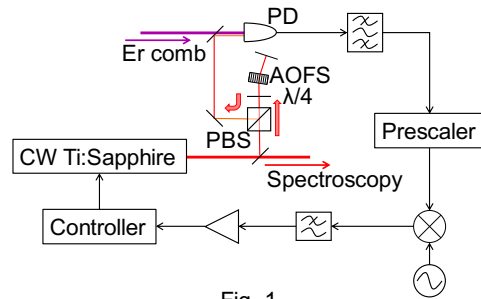 PD
Er comb
AOFS
λ/4
PBS
Prescaler
CW Ti:Sapphire
Spectroscopy
Controller
Fig. 1